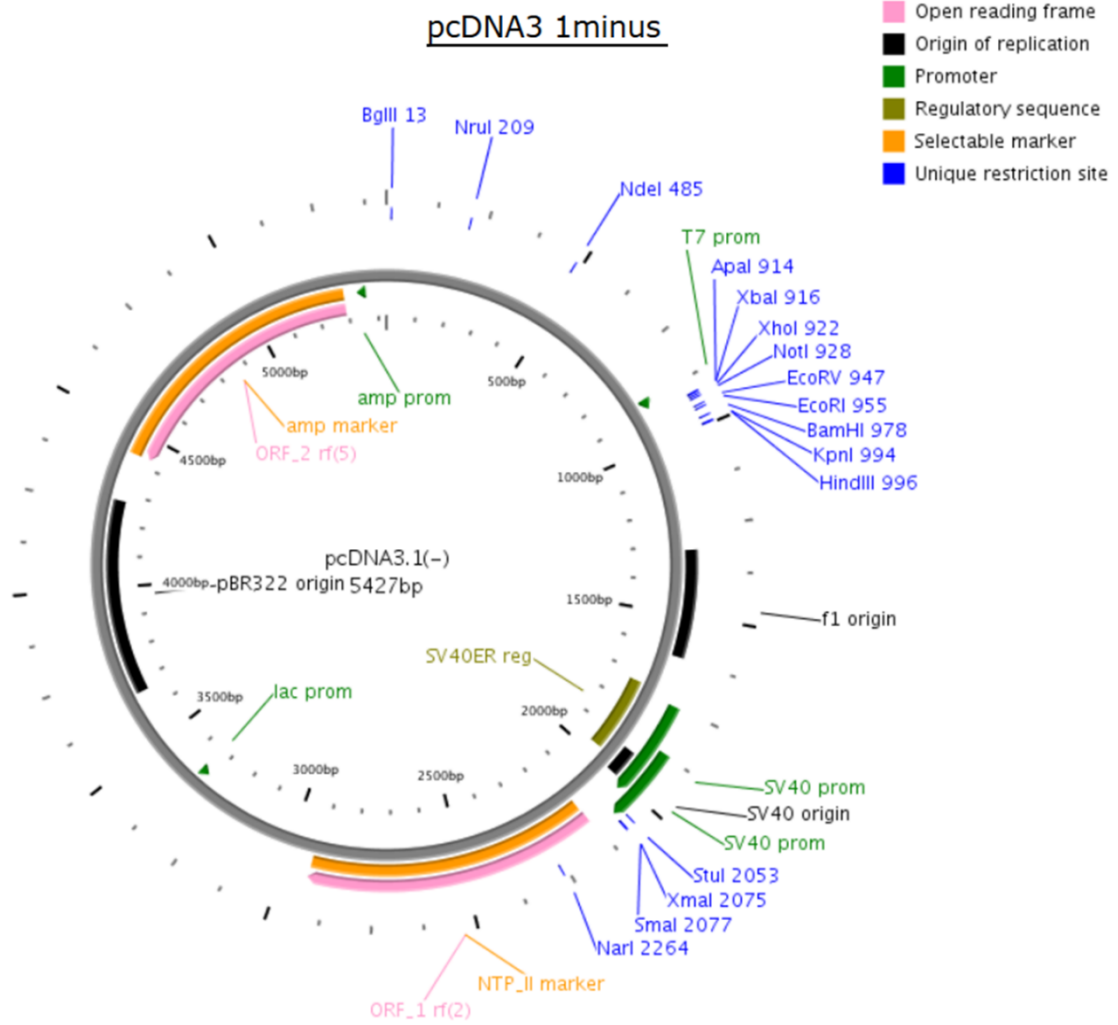 pcDNA3 1minus
Open reading frame
Origin of replication
Promoter
Regulatory sequence
Selectable marker
Unique restriction site
BglII 13
NruI 209
NdeI 485
T7 prom
ApaI 914
XbaI 916
XhoI 922
NotI 928
EcoRV 947
EcoRI 955
BamHI 978
KpnI 994
HindIII 996
5000bp
500bp
amp prom
amp marker
ORF_2 rf(5)
4500bp
1000bp
pcDNA3.1(-)
4000bp
pBR322 origin
5427bp
1500bp
f1 origin
SV40ER reg
lac prom
3500bp
2000bp
3000bp
2500bp
SV40 prom
SV40 origin
SV40 prom
StuI 2053
XmaI 2075
SmaI 2077
NarI 2264
NTP_II marker
ORF_1 rf(2)